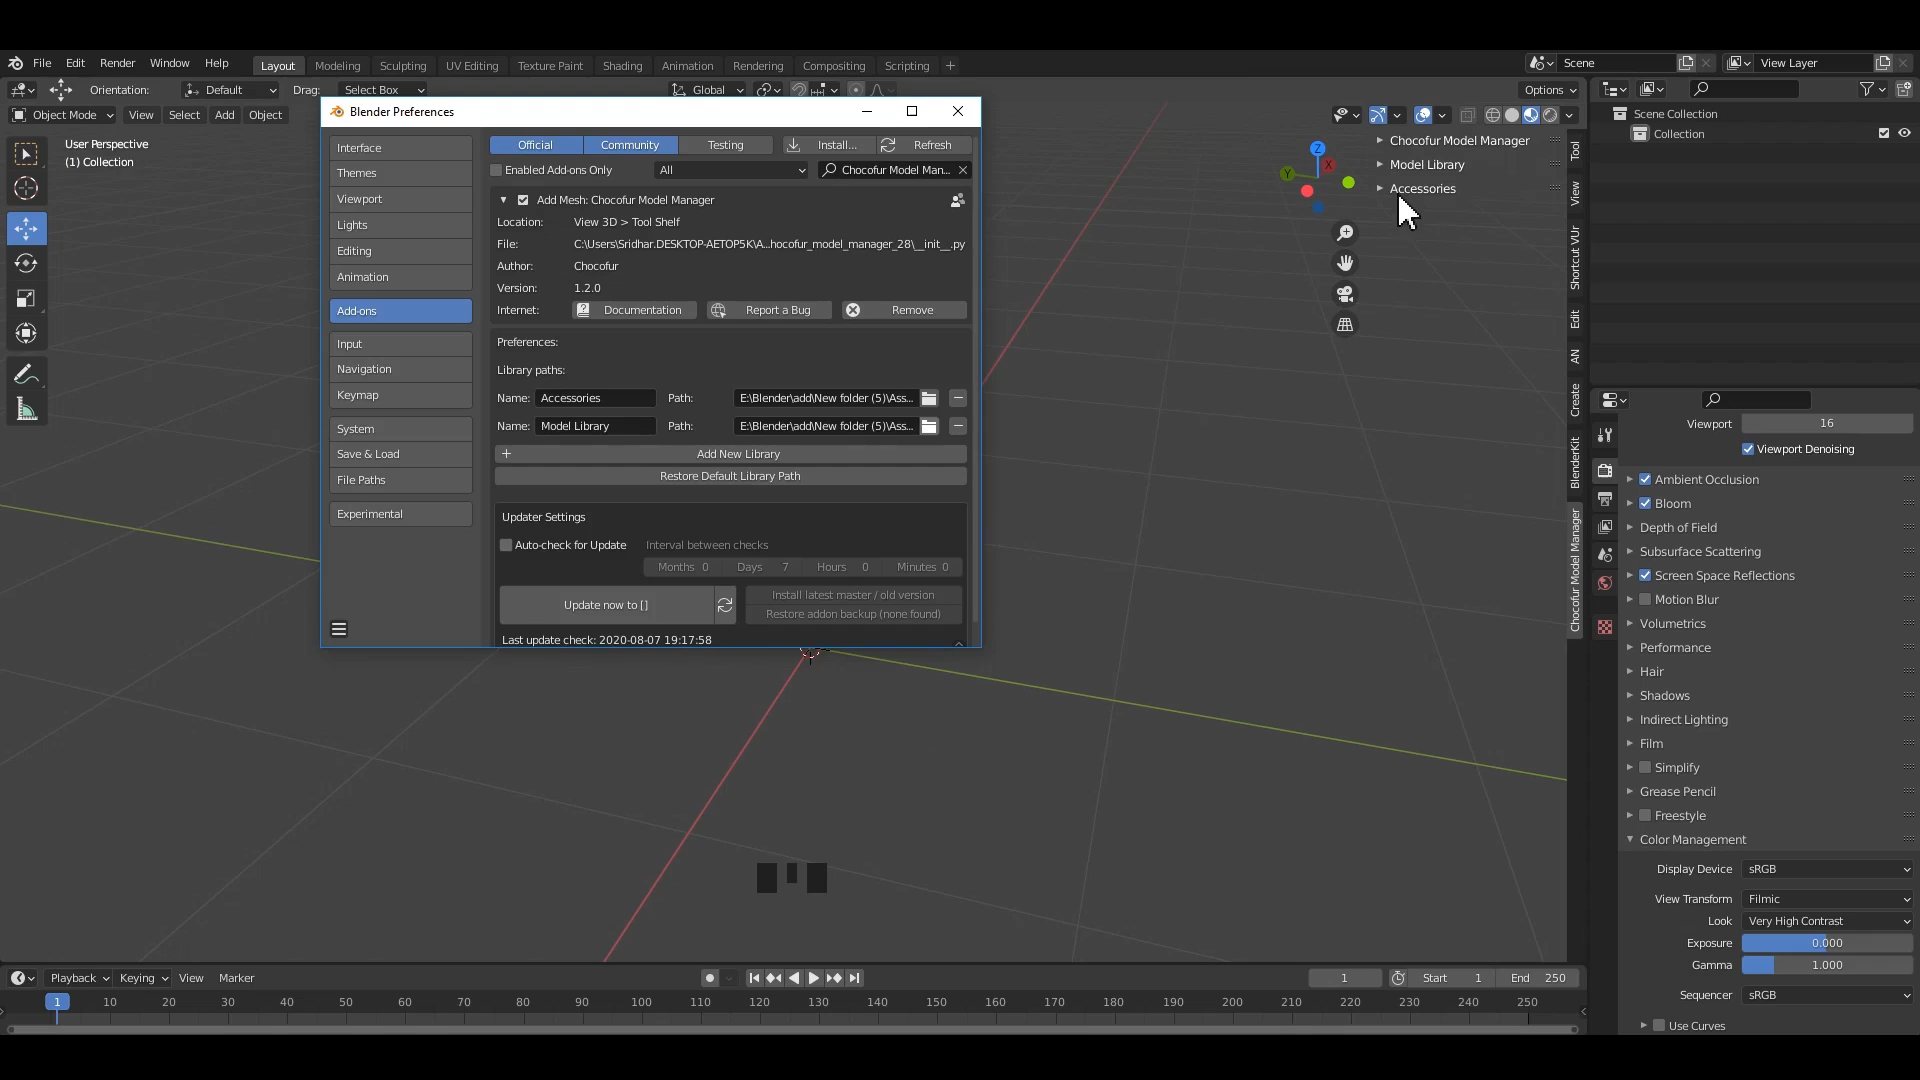 File Edit Render Window Help Layout Modeling Sculpting UV Editing Texture Paint Shading Animation Rendering Compositing Scripting + Scene View Layer
Orientation: Default Drag: Select Box Global Options
Object Mode View Select Add Object
User Perspective
(1) Collection
Blender Preferences
Interface
Themes
Viewport
Lights
Editing
Animation
Add-ons
Input
Navigation
Keymap
System
Save & Load
File Paths
Experimental
Official Community Testing Install... Refresh
Enabled Add-ons Only All Chocofur Model Man...
Add Mesh: Chocofur Model Manager
Location: View 3D > Tool Shelf
File: C:\Users\Sridhar.DESKTOP-AETOP5K\A...hocofur_model_manager_28\__init__.py
Author: Chocofur
Version: 1.2.0
Internet: Documentation Report a Bug Remove
Preferences:
Library paths:
Name: Accessories Path: E:\Blender\add\New folder (5)\Ass...
Name: Model Library Path: E:\Blender\add\New folder (5)\Ass...
Add New Library
Restore Default Library Path
Updater Settings
Auto-check for Update Interval between checks
Months 0 Days 7 Hours 0 Minutes 0
Update now to []
Install latest master / old version
Restore addon backup (none found)
Last update check: 2020-08-07 19:17:58
Z
X
Y
Chocofur Model Manager
Model Library
Accessories
Tool
View
Shortcut VUr
Edit
AN
Create
BlenderKit
Chocofur Model Manager
Scene Collection
Collection
Viewport 16
Viewport Denoising
Ambient Occlusion
Bloom
Depth of Field
Subsurface Scattering
Screen Space Reflections
Motion Blur
Volumetrics
Performance
Hair
Shadows
Indirect Lighting
Film
Simplify
Grease Pencil
Freestyle
Color Management
Display Device sRGB
View Transform Filmic
Look Very High Contrast
Exposure 0.000
Gamma 1.000
Sequencer sRGB
Use Curves
Playback Keying View Marker 1 Start 1 End 250
1 10 20 30 40 50 60 70 80 90 100 110 120 130 140 150 160 170 180 190 200 210 220 230 240 250